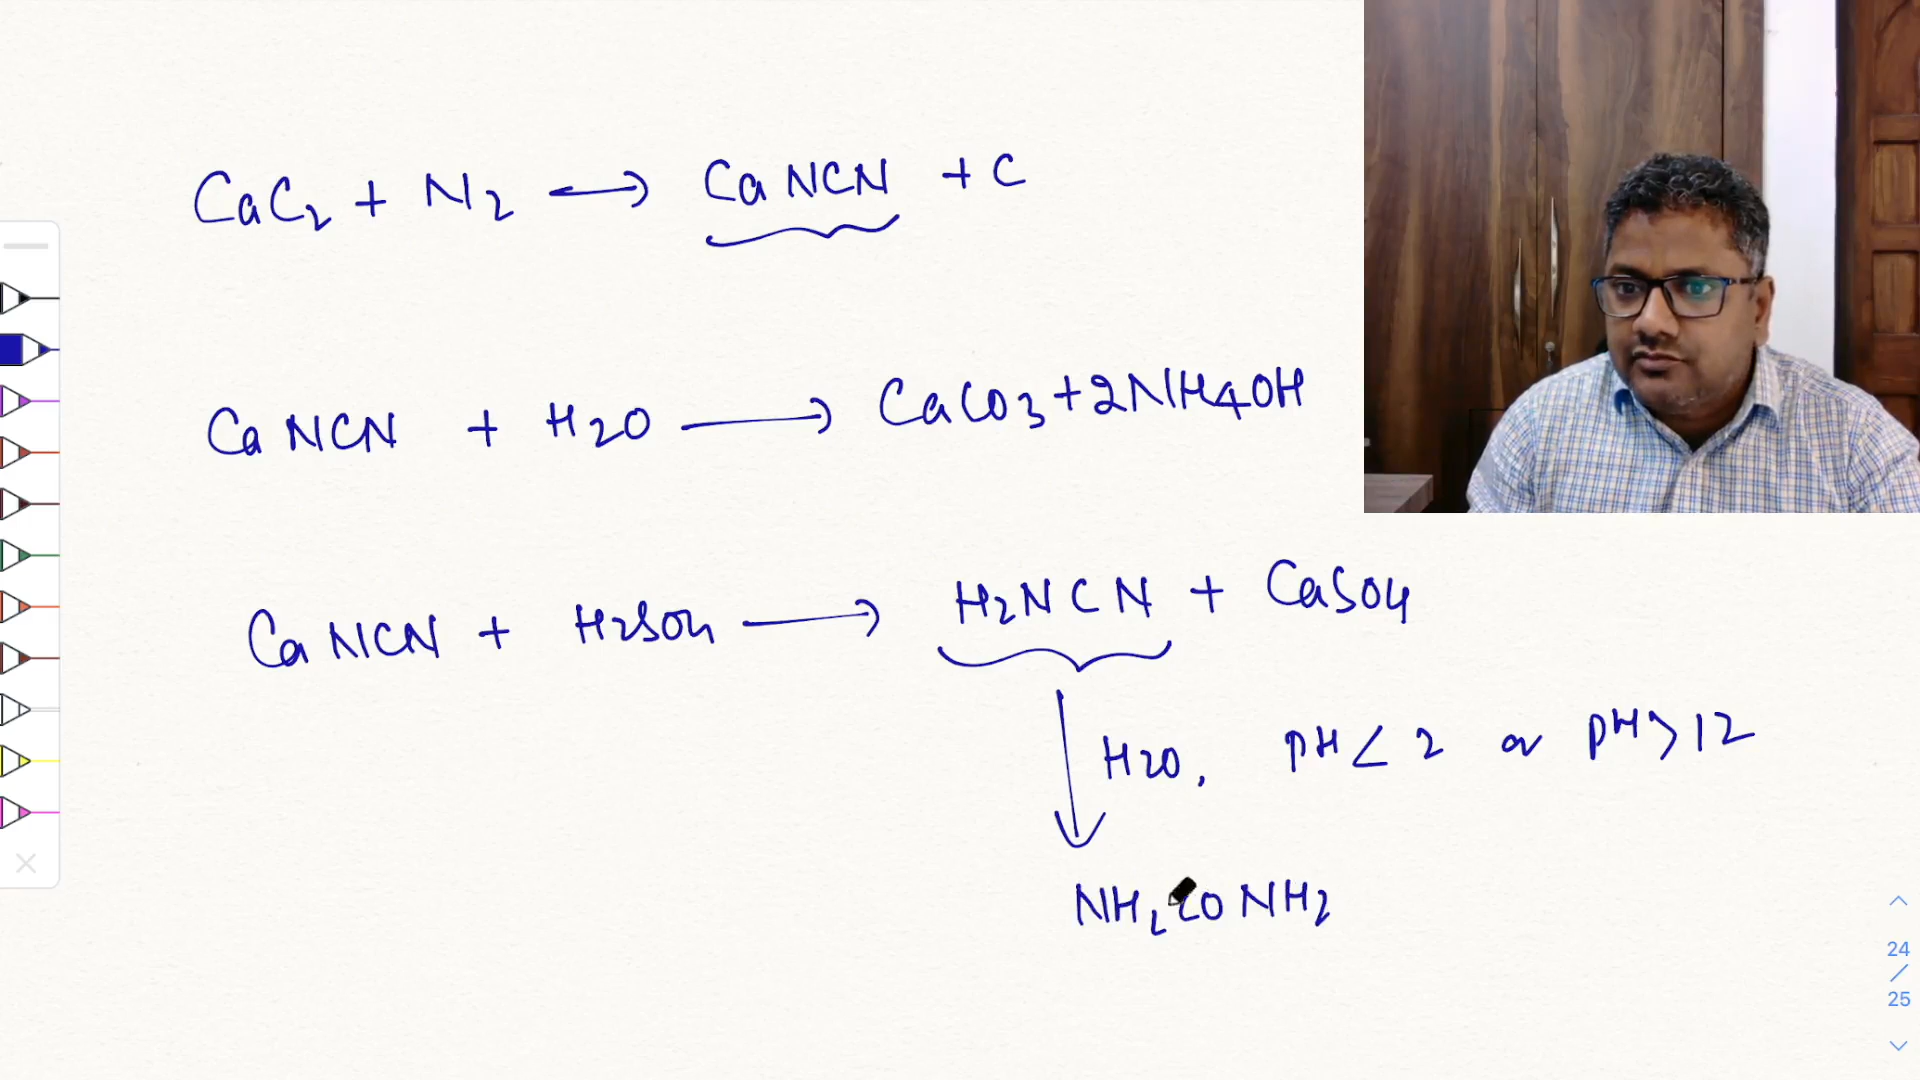 CaC2 + N2 ⟷ CaNCN + C
CaNCN + H2O ⟶ CaCO3 + 2NH4OH
CaNCN + H2SO4 ⟶ H2NCN + CaSO4
H2O, PH < 2 or PH > 12
NH2CONH2
24
/
25